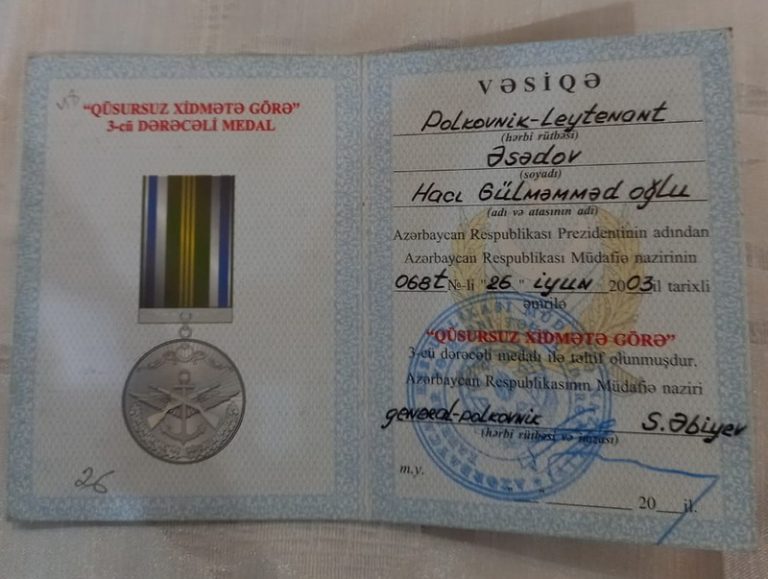 "QÜSURSUZ XİDMƏTƏ GÖRƏ"
3-cü DƏRƏCƏLİ MEDAL
26
VƏSİQƏ
Polkovnik-Leytenant
(hərbi rütbəsi)
Əsədov
(soyadı)
Hacı Gülməmməd oğlu
(adı və atasının adı)
Azərbaycan Respublikası Prezidentinin adından
Azərbaycan Respublikası Müdafiə nazirinin
068t №-li "26" iyun 2003 il tarixli
əmrilə
"QÜSURSUZ XİDMƏTƏ GÖRƏ"
3-cü dərəcəli medalı ilə təltif olunmuşdur.
Azərbaycan Respublikasının Müdafiə naziri
general-polkovnik S. Əbiyev
(hərbi rütbəsi və imzası)
m.y.
20 il.